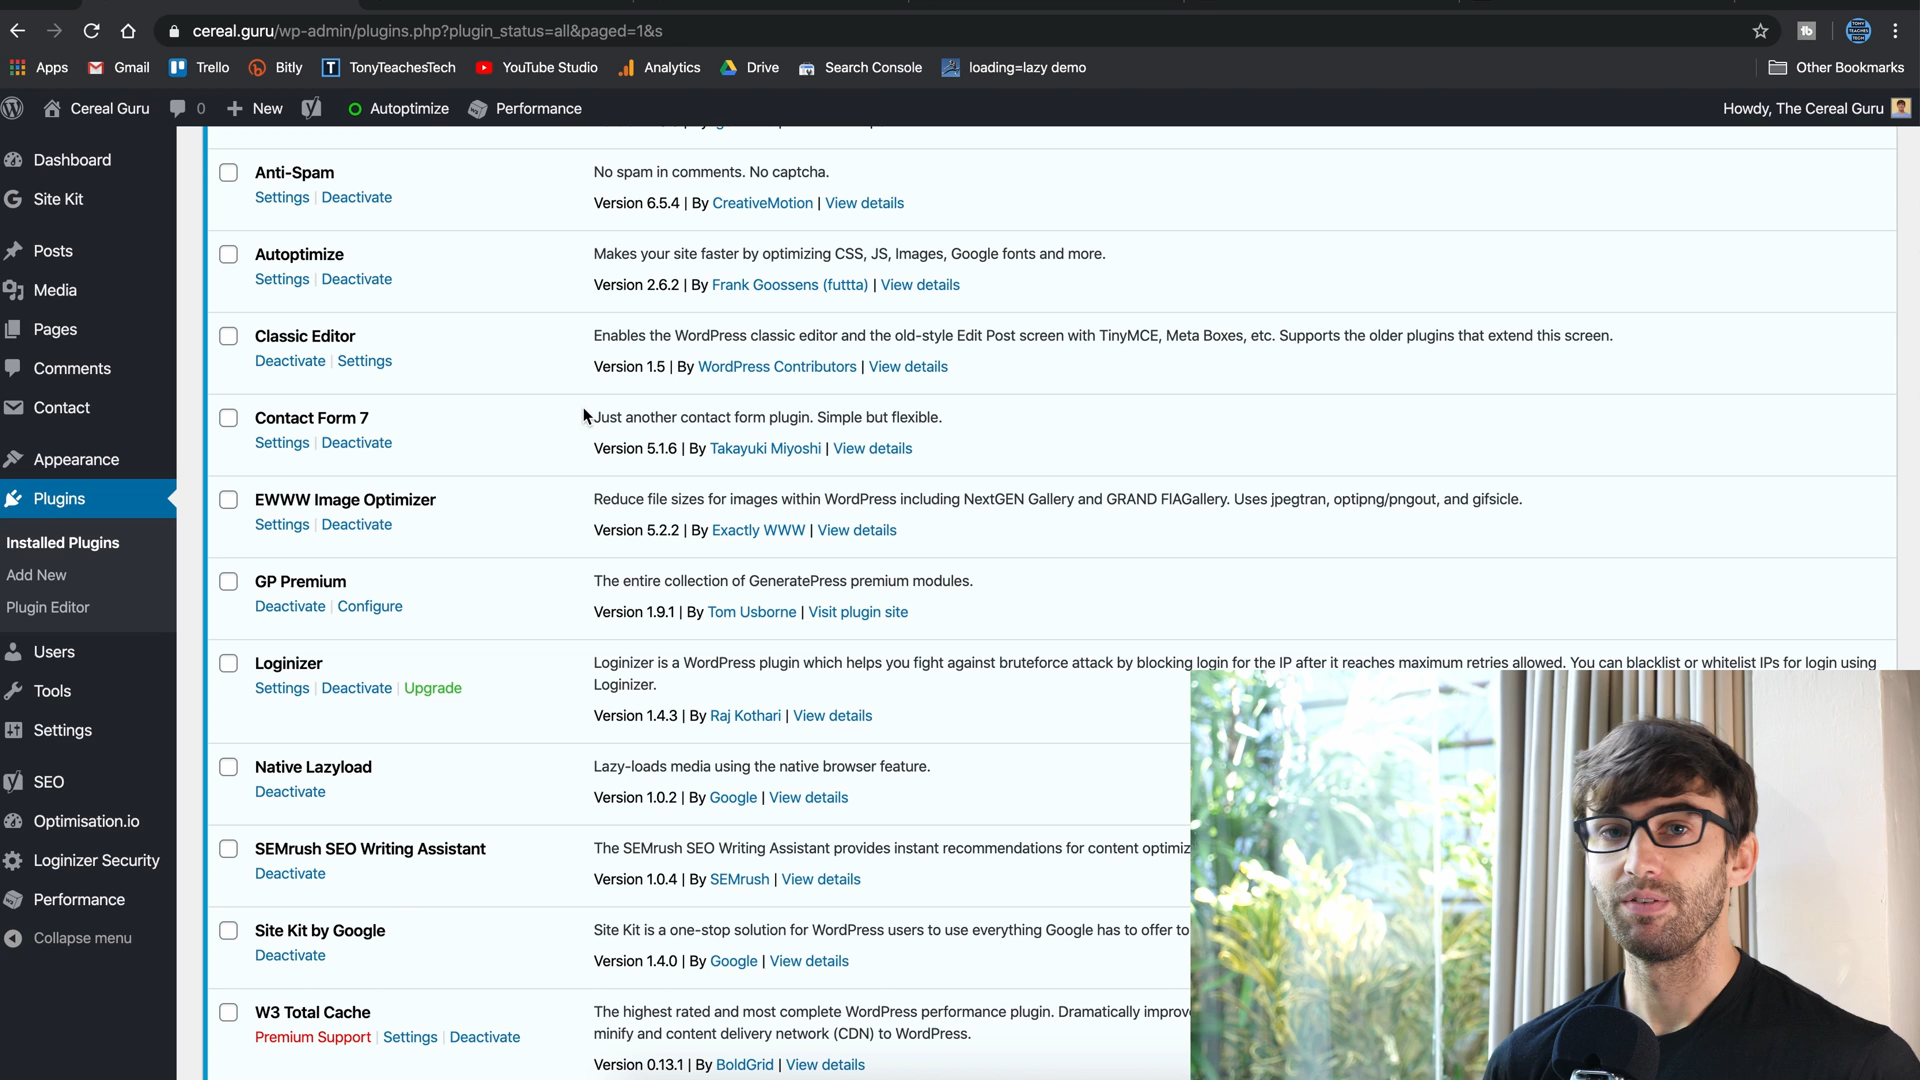 cereal.guru/wp-admin/plugins.php?plugin_status=all&paged=1&s
Apps Gmail Trello Bitly TonyTeachesTech YouTube Studio Analytics Drive Search Console loading=lazy demo Other Bookmarks
Cereal Guru 0 New Autoptimize Performance Howdy, The Cereal Guru
Dashboard
Site Kit
Posts
Media
Pages
Comments
Contact
Appearance
Plugins
Installed Plugins
Add New
Plugin Editor
Users
Tools
Settings
SEO
Optimisation.io
Loginizer Security
Performance
Collapse menu
Anti-Spam
Settings | Deactivate
No spam in comments. No captcha.
Version 6.5.4 | By CreativeMotion | View details
Autoptimize
Settings | Deactivate
Makes your site faster by optimizing CSS, JS, Images, Google fonts and more.
Version 2.6.2 | By Frank Goossens (futtta) | View details
Classic Editor
Deactivate | Settings
Enables the WordPress classic editor and the old-style Edit Post screen with TinyMCE, Meta Boxes, etc. Supports the older plugins that extend this screen.
Version 1.5 | By WordPress Contributors | View details
Contact Form 7
Settings | Deactivate
Just another contact form plugin. Simple but flexible.
Version 5.1.6 | By Takayuki Miyoshi | View details
EWWW Image Optimizer
Settings | Deactivate
Reduce file sizes for images within WordPress including NextGEN Gallery and GRAND FlAGallery. Uses jpegtran, optipng/pngout, and gifsicle.
Version 5.2.2 | By Exactly WWW | View details
GP Premium
Deactivate | Configure
The entire collection of GeneratePress premium modules.
Version 1.9.1 | By Tom Usborne | Visit plugin site
Loginizer
Settings | Deactivate | Upgrade
Loginizer is a WordPress plugin which helps you fight against bruteforce attack by blocking login for the IP after it reaches maximum retries allowed. You can blacklist or whitelist IPs for login using
Loginizer.
Version 1.4.3 | By Raj Kothari | View details
Native Lazyload
Deactivate
Lazy-loads media using the native browser feature.
Version 1.0.2 | By Google | View details
SEMrush SEO Writing Assistant
Deactivate
The SEMrush SEO Writing Assistant provides instant recommendations for content optimiz
Version 1.0.4 | By SEMrush | View details
Site Kit by Google
Deactivate
Site Kit is a one-stop solution for WordPress users to use everything Google has to offer to
Version 1.4.0 | By Google | View details
W3 Total Cache
Premium Support | Settings | Deactivate
The highest rated and most complete WordPress performance plugin. Dramatically improv
minify and content delivery network (CDN) to WordPress.
Version 0.13.1 | By BoldGrid | View details